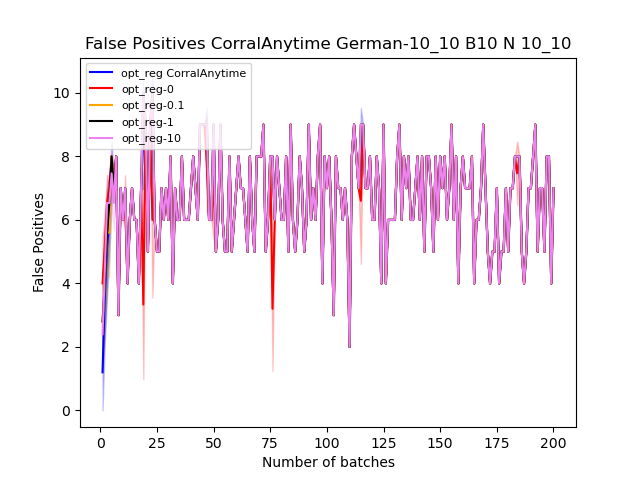 False Positives CorralAnytime German-10_10 B10 N 10_10
opt_reg CorralAnytime
opt_reg-0
opt_reg-0.1
opt_reg-1
opt_reg-10
10
8
6
4
2
0
False Positives
0 25 50 75 100 125 150 175 200
Number of batches